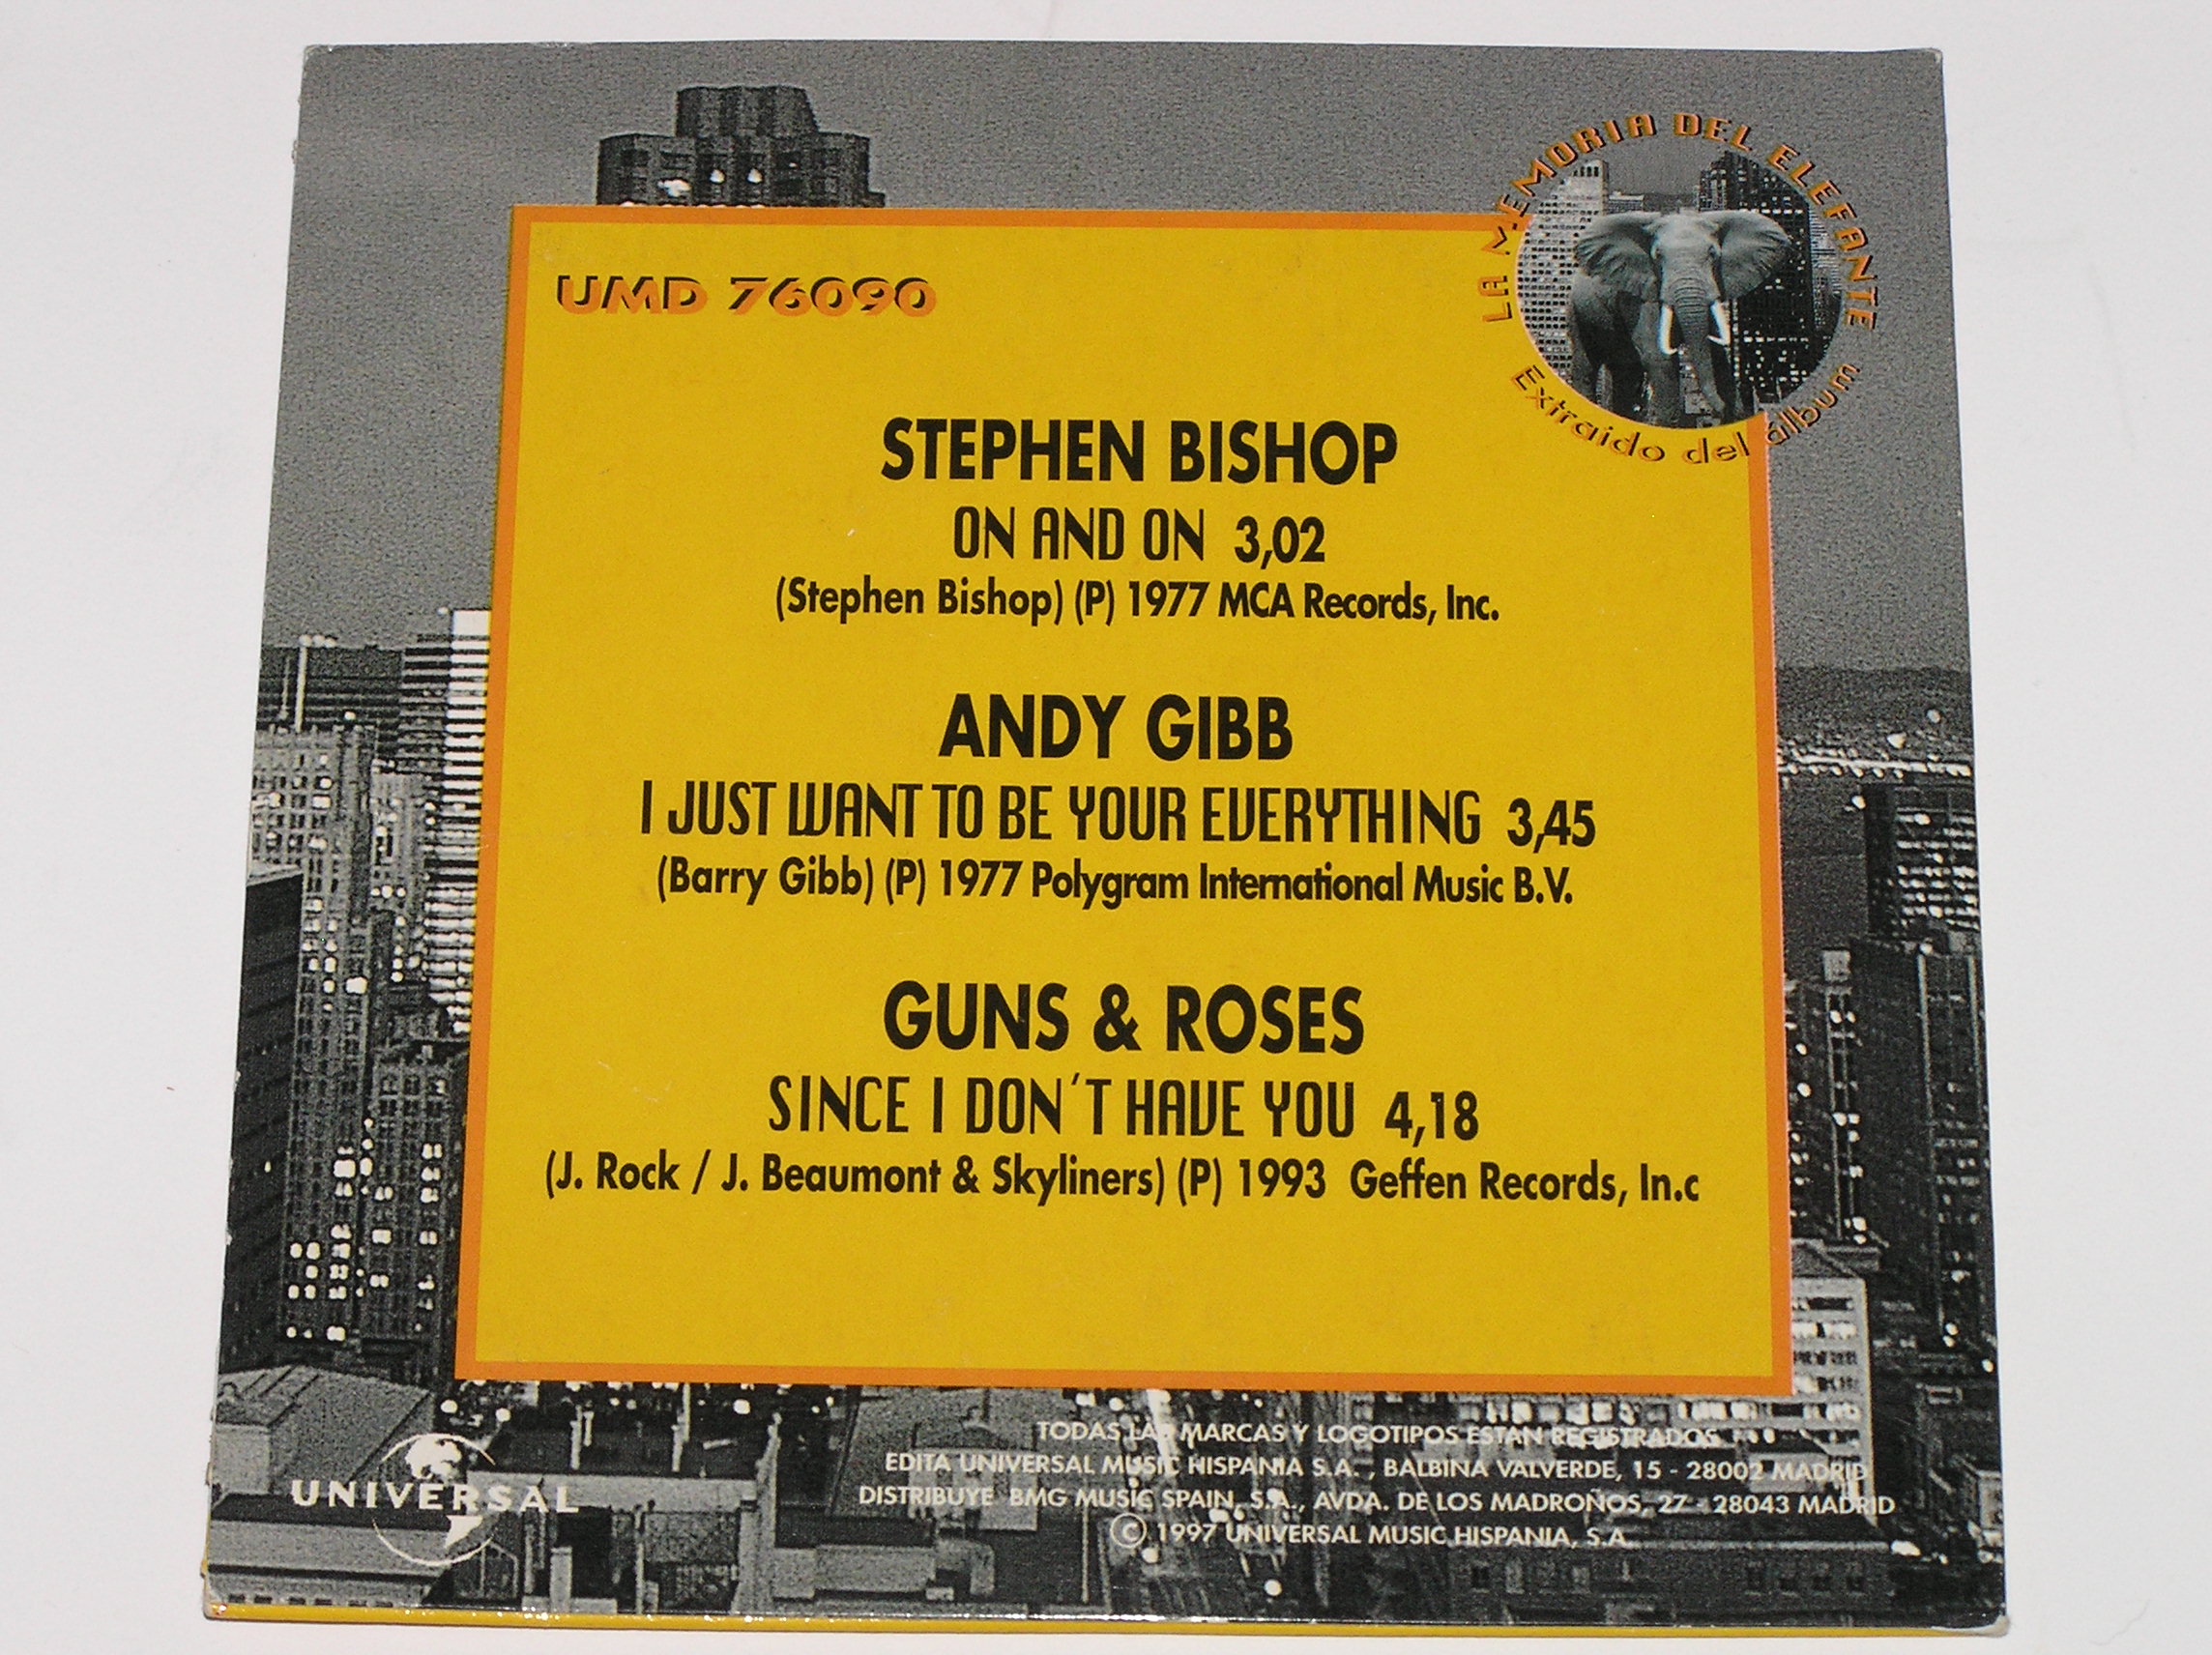 LA MEMORIA DEL ELEFANTE
Extraido del álbum
UMD 76090
STEPHEN BISHOP
ON AND ON 3,02
(Stephen Bishop) (P) 1977 MCA Records, Inc.
ANDY GIBB
I JUST WANT TO BE YOUR EVERYTHING 3,45
(Barry Gibb) (P) 1977 Polygram International Music B.V.
GUNS & ROSES
SINCE I DON'T HAVE YOU 4,18
(J. Rock / J. Beaumont & Skyliners) (P) 1993 Geffen Records, In.c
TODAS LAS MARCAS Y LOGOTIPOS ESTAN REGISTRADOS
EDITA UNIVERSAL MUSIC HISPANIA S.A. , BALBINA VALVERDE, 15 - 28002 MADRID
DISTRIBUYE BMG MUSIC SPAIN, S.A., AVDA. DE LOS MADROÑOS, 27 - 28043 MADRID
© 1997 UNIVERSAL MUSIC HISPANIA, S.A.
UNIVERSAL